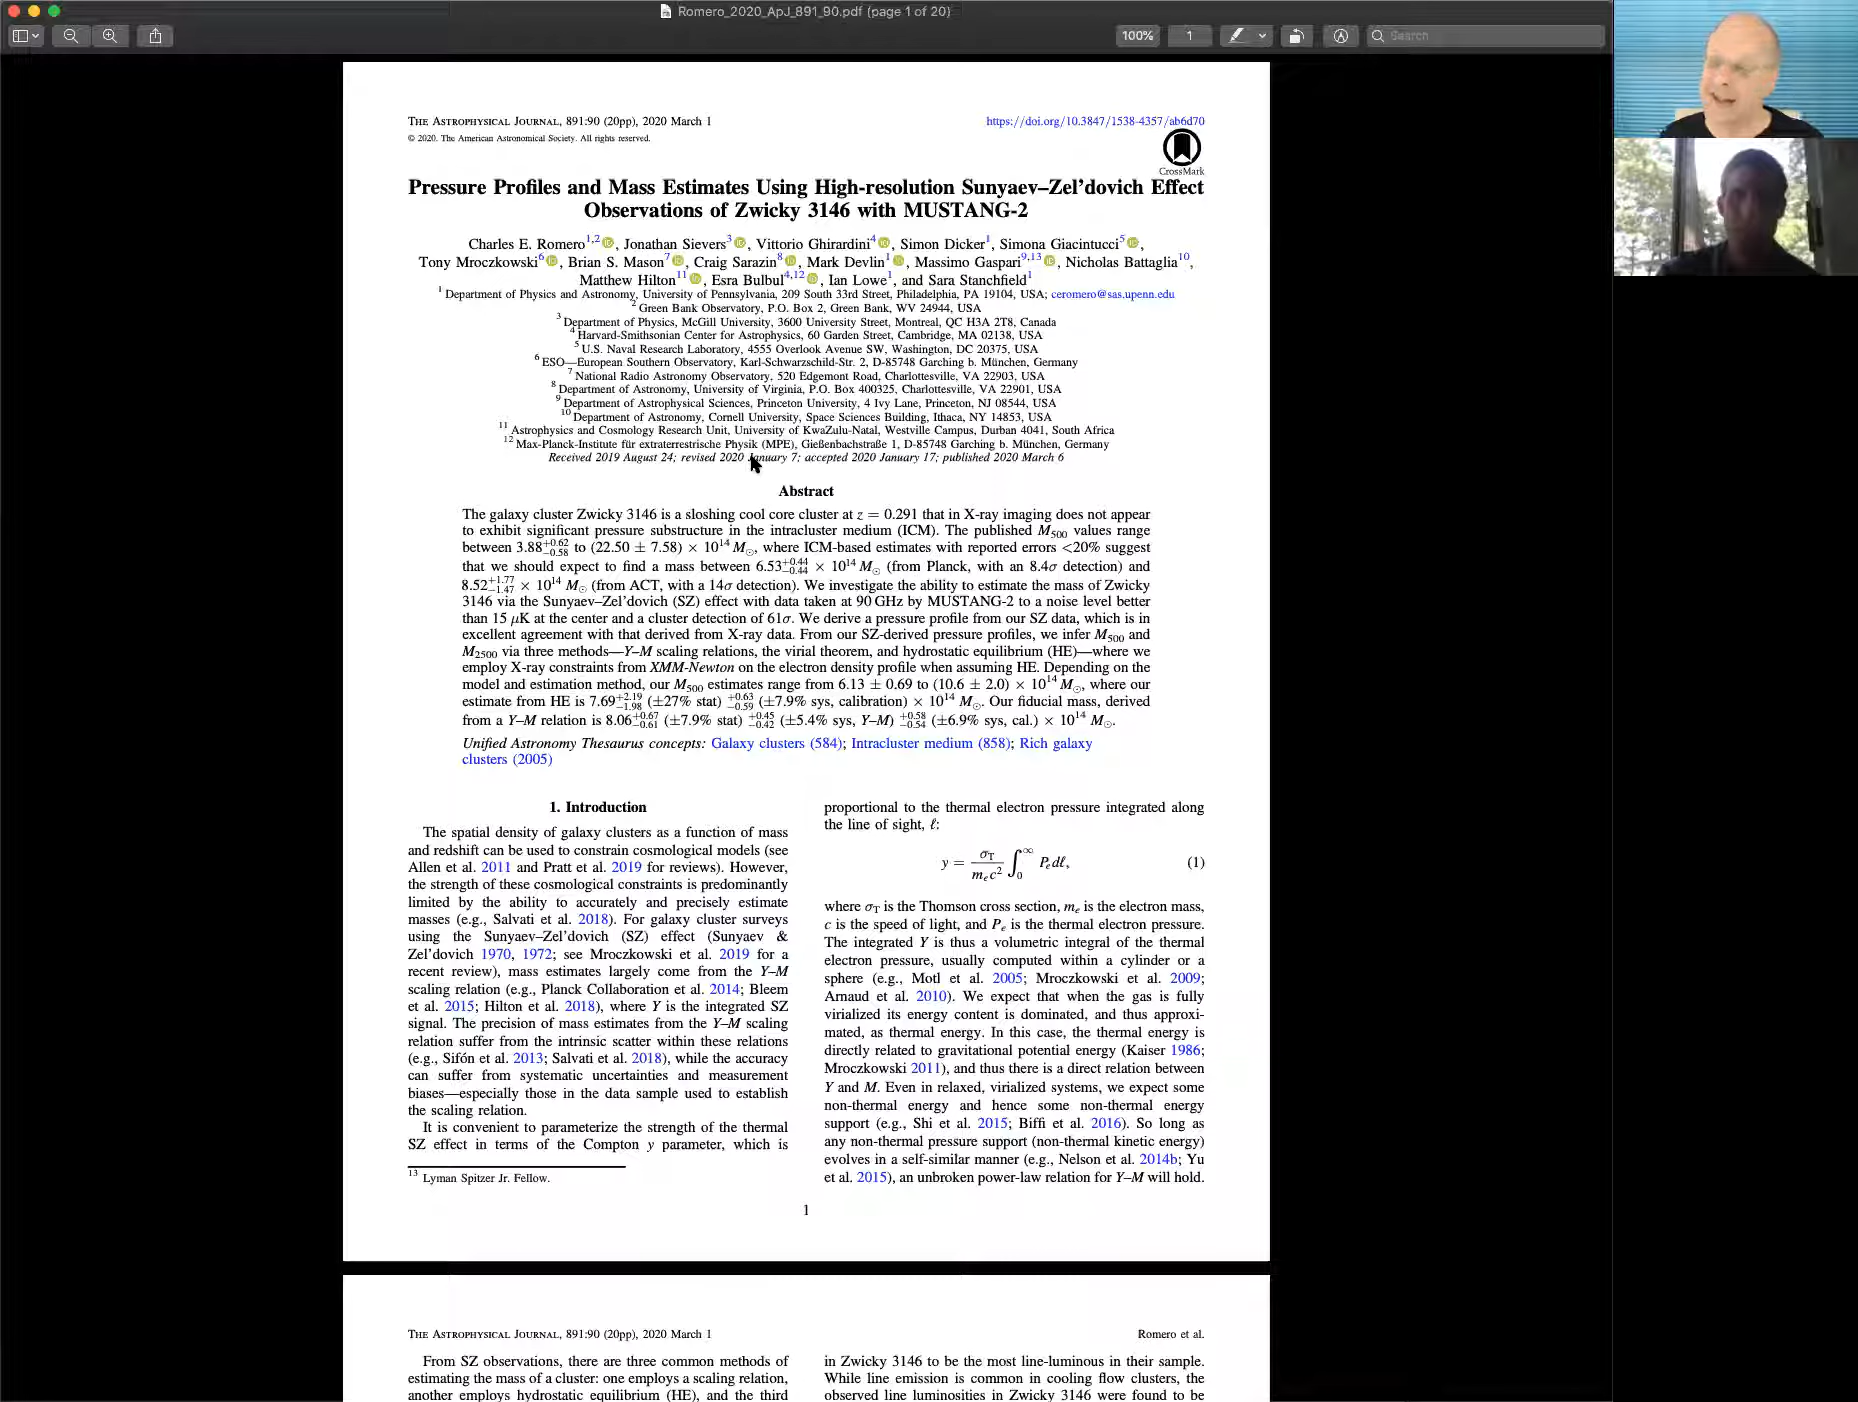 Romero_2020_ApJ_891_90.pdf (page 1 of 20)
100%
1
Search
THE ASTROPHYSICAL JOURNAL, 891:90 (20pp), 2020 March 1
https://doi.org/10.3847/1538-4357/ab6d70
© 2020. The American Astronomical Society. All rights reserved.
CrossMark
Pressure Profiles and Mass Estimates Using High-resolution Sunyaev–Zel’dovich Effect
Observations of Zwicky 3146 with MUSTANG-2
Charles E. Romero1,2, Jonathan Sievers3, Vittorio Ghirardini4, Simon Dicker1, Simona Giacintucci5,
Tony Mroczkowski6, Brian S. Mason7, Craig Sarazin8, Mark Devlin1, Massimo Gaspari9,13, Nicholas Battaglia10,
Matthew Hilton11, Esra Bulbul4,12, Ian Lowe1, and Sara Stanchfield1
1 Department of Physics and Astronomy, University of Pennsylvania, 209 South 33rd Street, Philadelphia, PA 19104, USA; ceromero@sas.upenn.edu
2 Green Bank Observatory, P.O. Box 2, Green Bank, WV 24944, USA
3 Department of Physics, McGill University, 3600 University Street, Montreal, QC H3A 2T8, Canada
4 Harvard-Smithsonian Center for Astrophysics, 60 Garden Street, Cambridge, MA 02138, USA
5 U.S. Naval Research Laboratory, 4555 Overlook Avenue SW, Washington, DC 20375, USA
6 ESO—European Southern Observatory, Karl-Schwarzschild-Str. 2, D-85748 Garching b. München, Germany
7 National Radio Astronomy Observatory, 520 Edgemont Road, Charlottesville, VA 22903, USA
8 Department of Astronomy, University of Virginia, P.O. Box 400325, Charlottesville, VA 22901, USA
9 Department of Astrophysical Sciences, Princeton University, 4 Ivy Lane, Princeton, NJ 08544, USA
10 Department of Astronomy, Cornell University, Space Sciences Building, Ithaca, NY 14853, USA
11 Astrophysics and Cosmology Research Unit, University of KwaZulu-Natal, Westville Campus, Durban 4041, South Africa
12 Max-Planck-Institute für extraterrestrische Physik (MPE), Gießenbachstraße 1, D-85748 Garching b. München, Germany
Received 2019 August 24; revised 2020 January 7; accepted 2020 January 17; published 2020 March 6
Abstract
The galaxy cluster Zwicky 3146 is a sloshing cool core cluster at z = 0.291 that in X-ray imaging does not appear
to exhibit significant pressure substructure in the intracluster medium (ICM). The published M500 values range
between 3.88+0.62−0.58 to (22.50 ± 7.58) × 10^14 M⊙, where ICM-based estimates with reported errors <20% suggest
that we should expect to find a mass between 6.53+0.44−0.44 × 10^14 M⊙ (from Planck, with an 8.4σ detection) and
8.52+1.77−1.47 × 10^14 M⊙ (from ACT, with a 14σ detection). We investigate the ability to estimate the mass of Zwicky
3146 via the Sunyaev–Zel’dovich (SZ) effect with data taken at 90 GHz by MUSTANG-2 to a noise level better
than 15 μK at the center and a cluster detection of 61σ. We derive a pressure profile from our SZ data, which is in
excellent agreement with that derived from X-ray data. From our SZ-derived pressure profiles, we infer M500 and
M2500 via three methods—Y–M scaling relations, the virial theorem, and hydrostatic equilibrium (HE)—where we
employ X-ray constraints from XMM-Newton on the electron density profile when assuming HE. Depending on the
model and estimation method, our M500 estimates range from 6.13 ± 0.69 to (10.6 ± 2.0) × 10^14 M⊙, where our
estimate from HE is 7.69+2.19−1.98 (±27% stat) +0.63−0.59 (±7.9% sys, calibration) × 10^14 M⊙. Our fiducial mass, derived
from a Y–M relation is 8.06+0.67−0.61 (±7.9% stat) +0.45−0.42 (±5.4% sys, Y–M) +0.58−0.54 (±6.9% sys, cal.) × 10^14 M⊙.
Unified Astronomy Thesaurus concepts: Galaxy clusters (584); Intracluster medium (858); Rich galaxy
clusters (2005)
1. Introduction
The spatial density of galaxy clusters as a function of mass
and redshift can be used to constrain cosmological models (see
Allen et al. 2011 and Pratt et al. 2019 for reviews). However,
the strength of these cosmological constraints is predominantly
limited by the ability to accurately and precisely estimate
masses (e.g., Salvati et al. 2018). For galaxy cluster surveys
using the Sunyaev–Zel’dovich (SZ) effect (Sunyaev &
Zel’dovich 1970, 1972; see Mroczkowski et al. 2019 for a
recent review), mass estimates largely come from the Y–M
scaling relation (e.g., Planck Collaboration et al. 2014; Bleem
et al. 2015; Hilton et al. 2018), where Y is the integrated SZ
signal. The precision of mass estimates from the Y–M scaling
relation suffer from the intrinsic scatter within these relations
(e.g., Sifón et al. 2013; Salvati et al. 2018), while the accuracy
can suffer from systematic uncertainties and measurement
biases—especially those in the data sample used to establish
the scaling relation.
It is convenient to parameterize the strength of the thermal
SZ effect in terms of the Compton y parameter, which is
13 Lyman Spitzer Jr. Fellow.
proportional to the thermal electron pressure integrated along
the line of sight, ℓ:
y = σT/(mec²) ∫0∞ Pe dℓ, (1)
where σT is the Thomson cross section, me is the electron mass,
c is the speed of light, and Pe is the thermal electron pressure.
The integrated Y is thus a volumetric integral of the thermal
electron pressure, usually computed within a cylinder or a
sphere (e.g., Motl et al. 2005; Mroczkowski et al. 2009;
Arnaud et al. 2010). We expect that when the gas is fully
virialized its energy content is dominated, and thus approxi-
mated, as thermal energy. In this case, the thermal energy is
directly related to gravitational potential energy (Kaiser 1986;
Mroczkowski 2011), and thus there is a direct relation between
Y and M. Even in relaxed, virialized systems, we expect some
non-thermal energy and hence some non-thermal energy
support (e.g., Shi et al. 2015; Biffi et al. 2016). So long as
any non-thermal pressure support (non-thermal kinetic energy)
evolves in a self-similar manner (e.g., Nelson et al. 2014b; Yu
et al. 2015), an unbroken power-law relation for Y–M will hold.
1
THE ASTROPHYSICAL JOURNAL, 891:90 (20pp), 2020 March 1
Romero et al.
From SZ observations, there are three common methods of
estimating the mass of a cluster: one employs a scaling relation,
another employs hydrostatic equilibrium (HE), and the third
in Zwicky 3146 to be the most line-luminous in their sample.
While line emission is common in cooling flow clusters, the
observed line luminosities in Zwicky 3146 were found to be